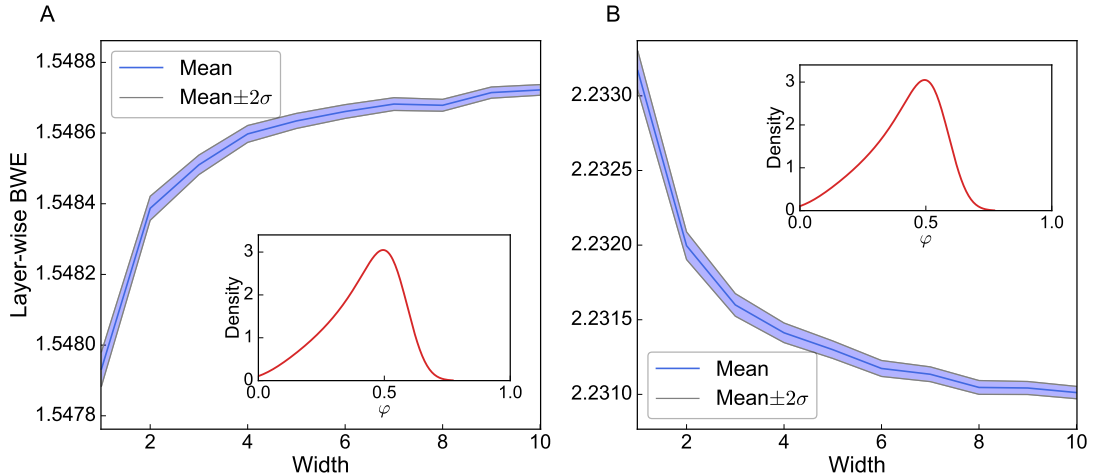 A
B
Layer-wise BWE
1.5488
1.5486
1.5484
1.5482
1.5480
1.5478
Mean
Mean±2σ
Density
3
2
1
0
0.0
0.5
1.0
φ
2
4
6
8
10
Width
2.2330
2.2325
2.2320
2.2315
2.2310
Density
3
2
1
0
0.0
0.5
1.0
φ
Mean
Mean±2σ
2
4
6
8
10
Width